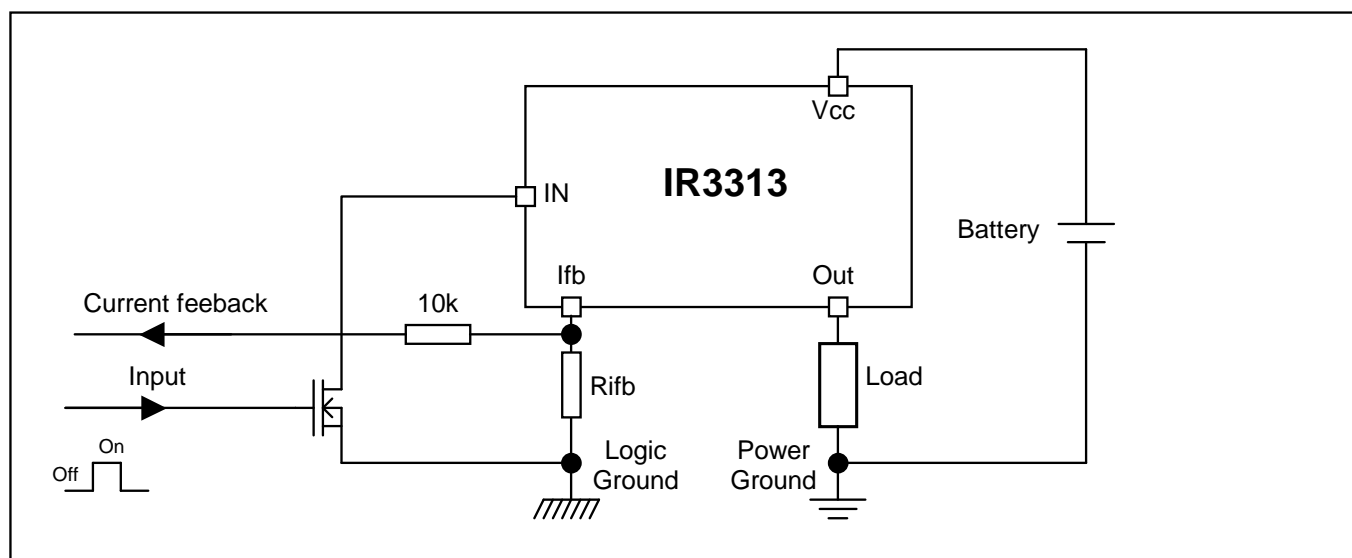 Vcc
IR3313
IN
Battery
Ifb
Out
Current feeback
10k
Input
Rifb
Load
On
Off
Logic
Ground
Power
Ground